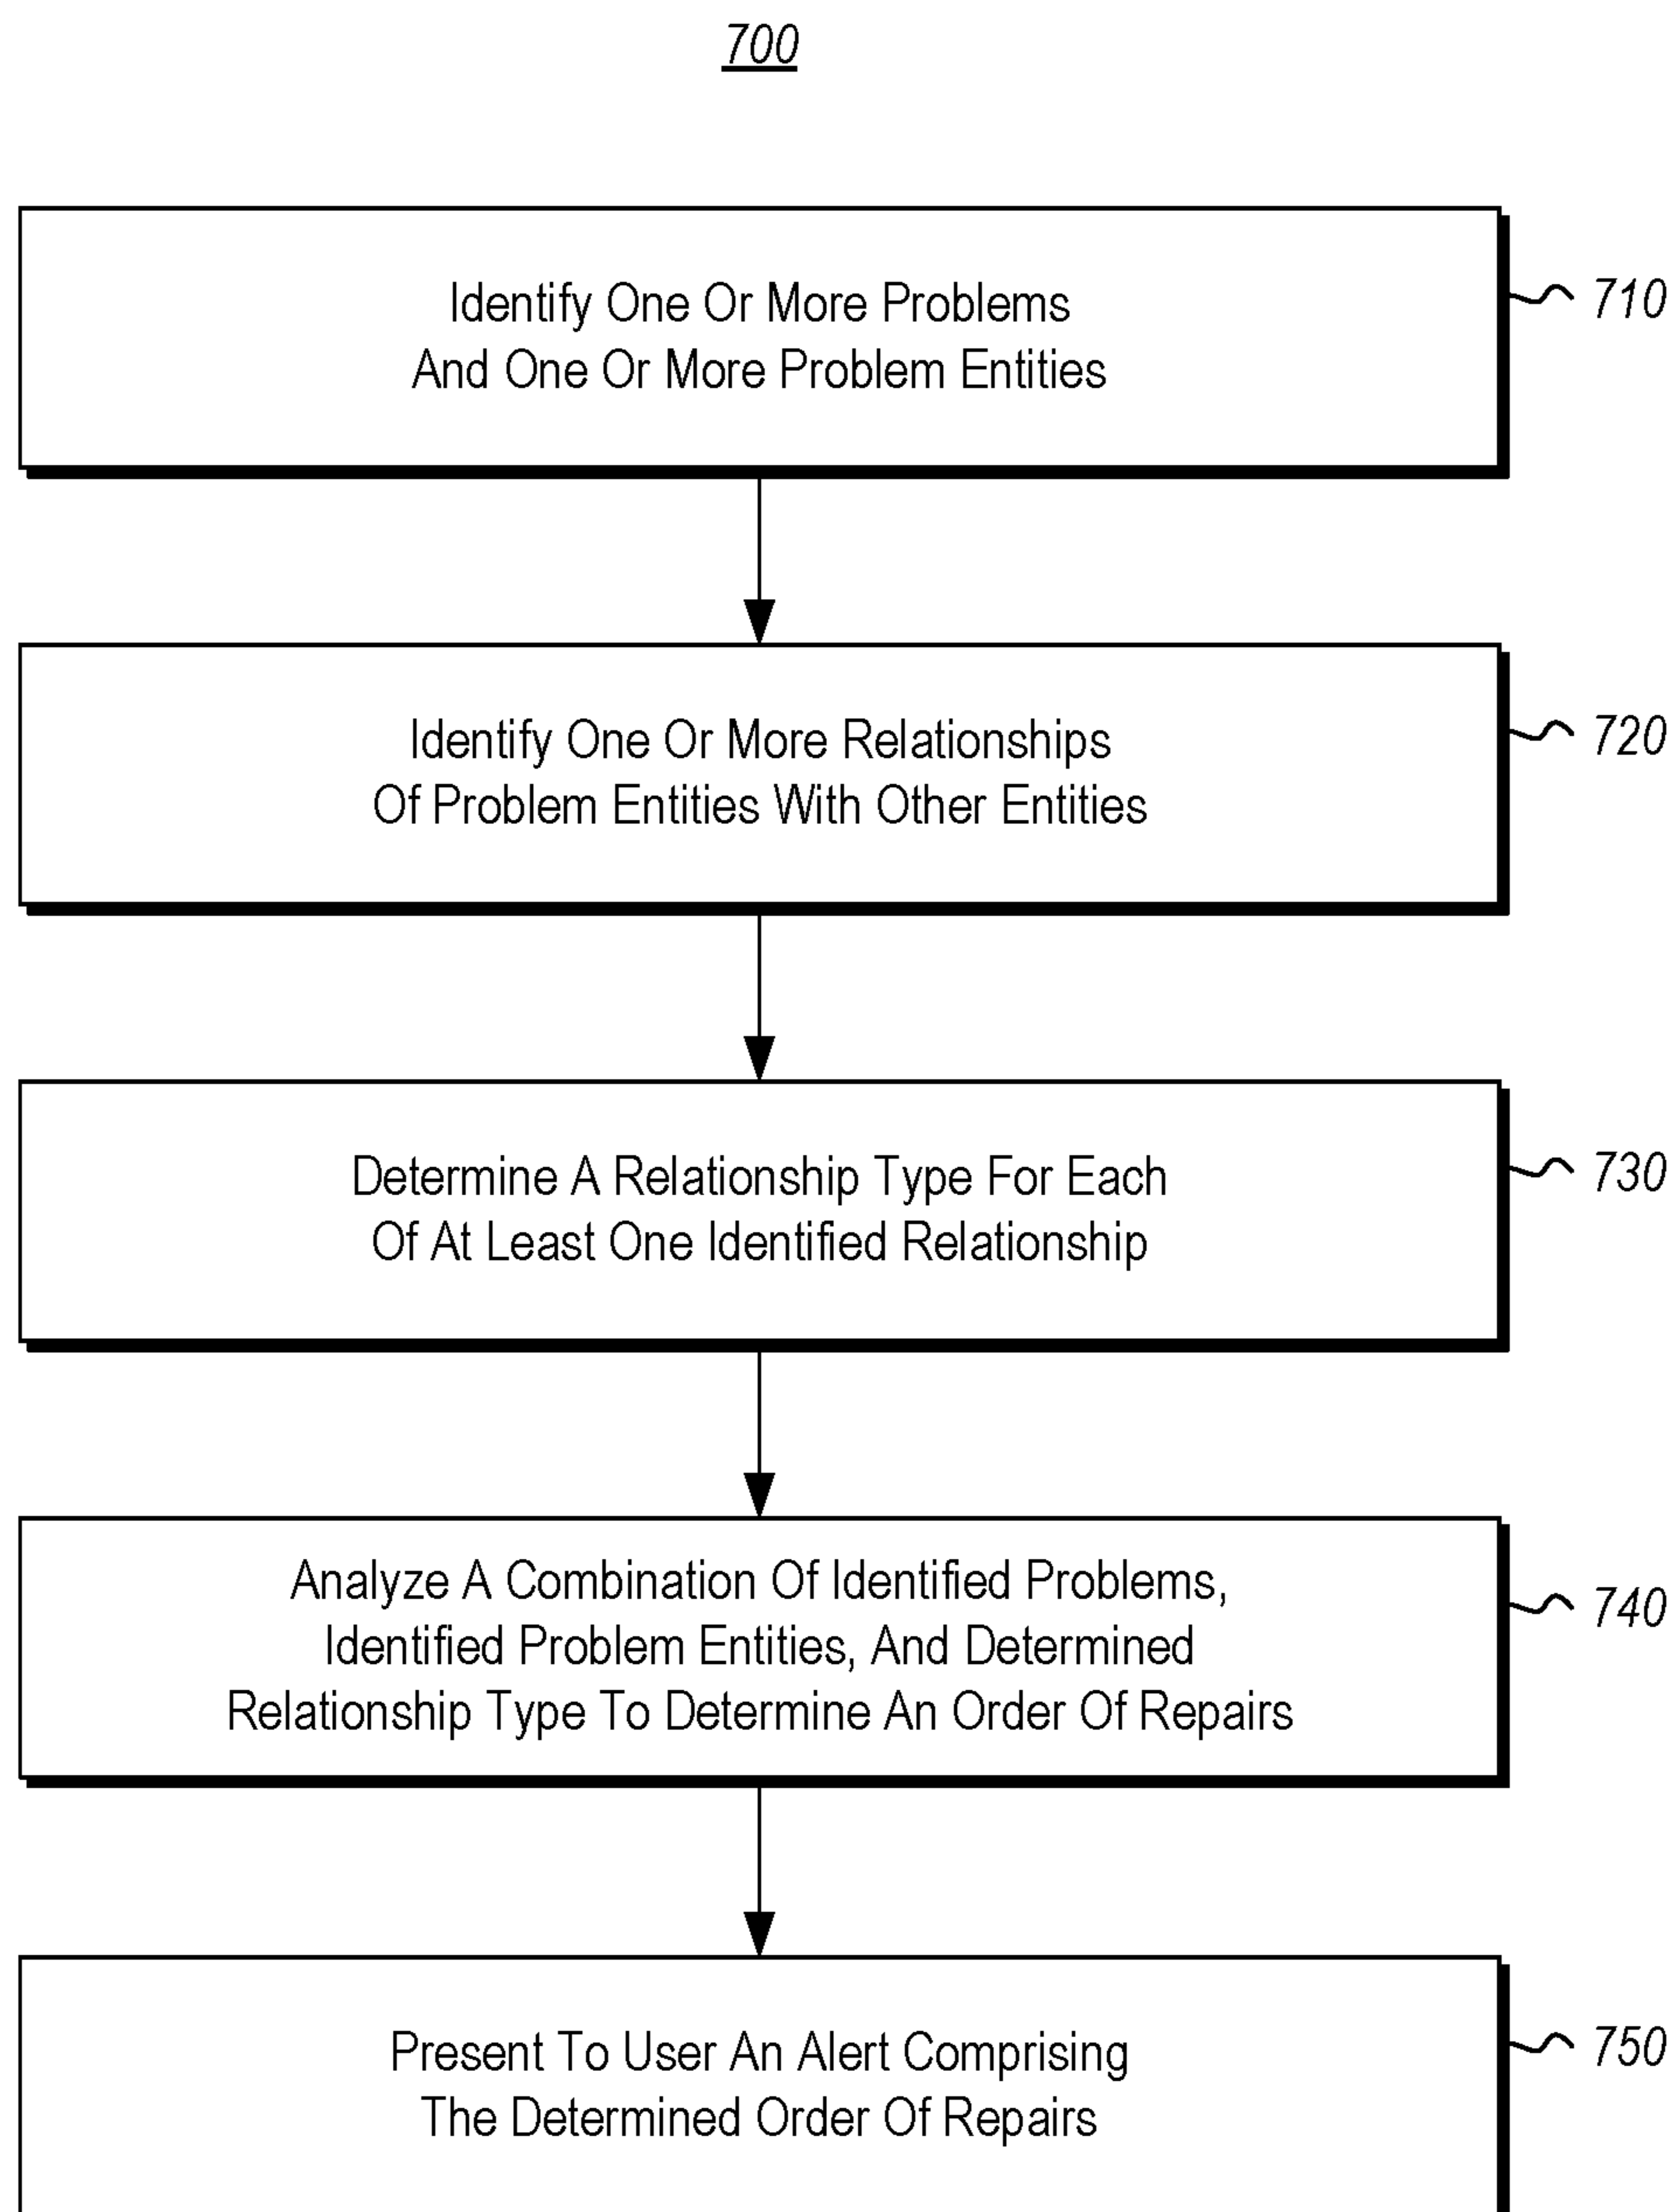 700
Identify One Or More Problems
And One Or More Problem Entities
710
Identify One Or More Relationships
Of Problem Entities With Other Entities
720
Determine A Relationship Type For Each
Of At Least One Identified Relationship
730
Analyze A Combination Of Identified Problems,
Identified Problem Entities, And Determined
Relationship Type To Determine An Order Of Repairs
740
Present To User An Alert Comprising
The Determined Order Of Repairs
750